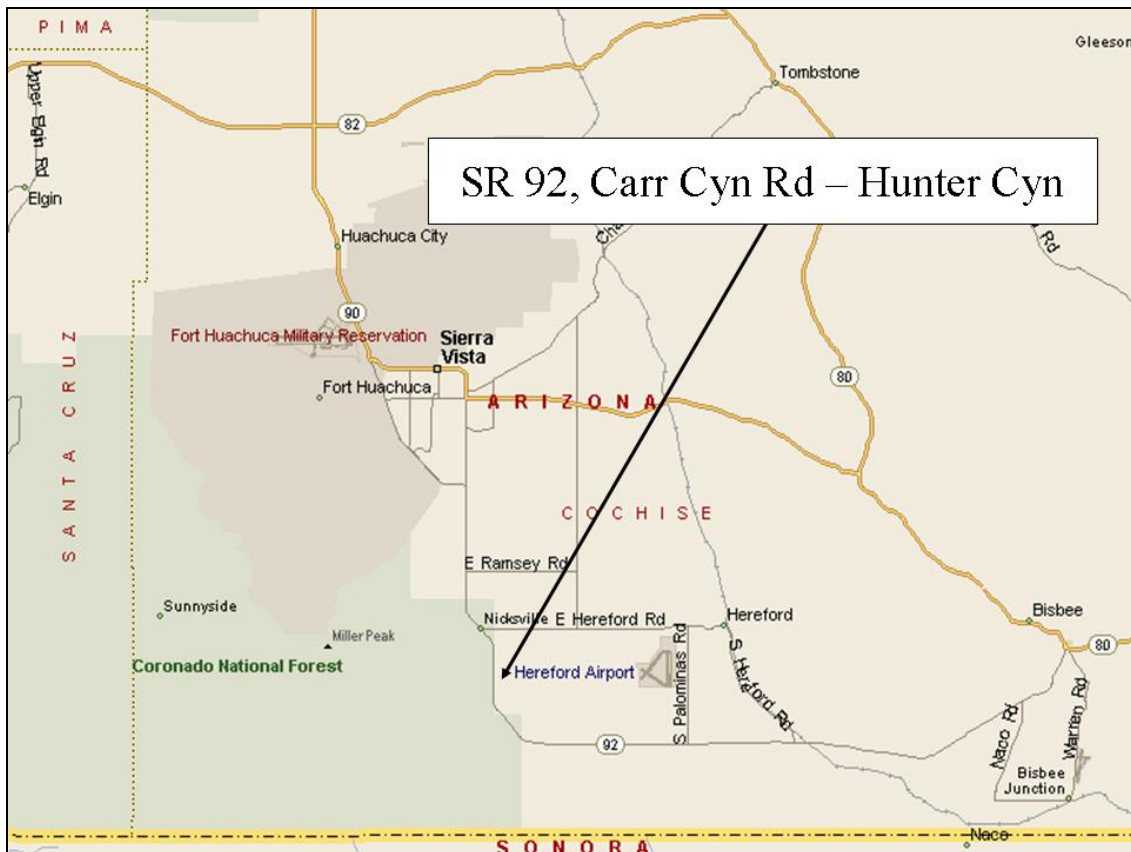 PIMA
Gleeson
Upper Elgin Rd
Tombstone
82
SR 92, Carr Cyn Rd – Hunter Cyn
Elgin
Huachuca City
Cha
Rd
90
Fort Huachuca Military Reservation
Sierra
Vista
80
Fort Huachuca
ARIZONA
SANTA CRUZ
COCHISE
E Ramsey Rd
Sunnyside
Nicksville
E Hereford Rd
Hereford
Bisbee
Miller Peak
Coronado National Forest
Hereford Airport
S Palominas Rd
S Hereford Rd
80
92
Naco Rd
Warren Rd
Bisbee
Junction
Naco
SONORA